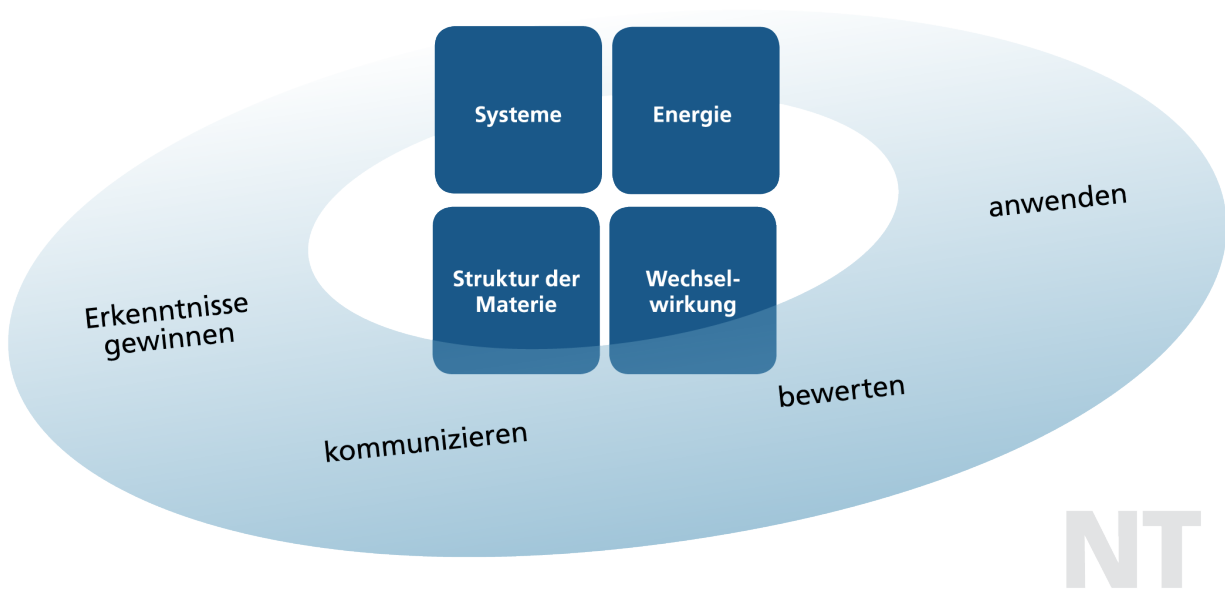 Systeme
Energie
anwenden
Struktur der
Materie
Wechsel-
wirkung
Erkenntnisse
gewinnen
bewerten
kommunizieren
NT